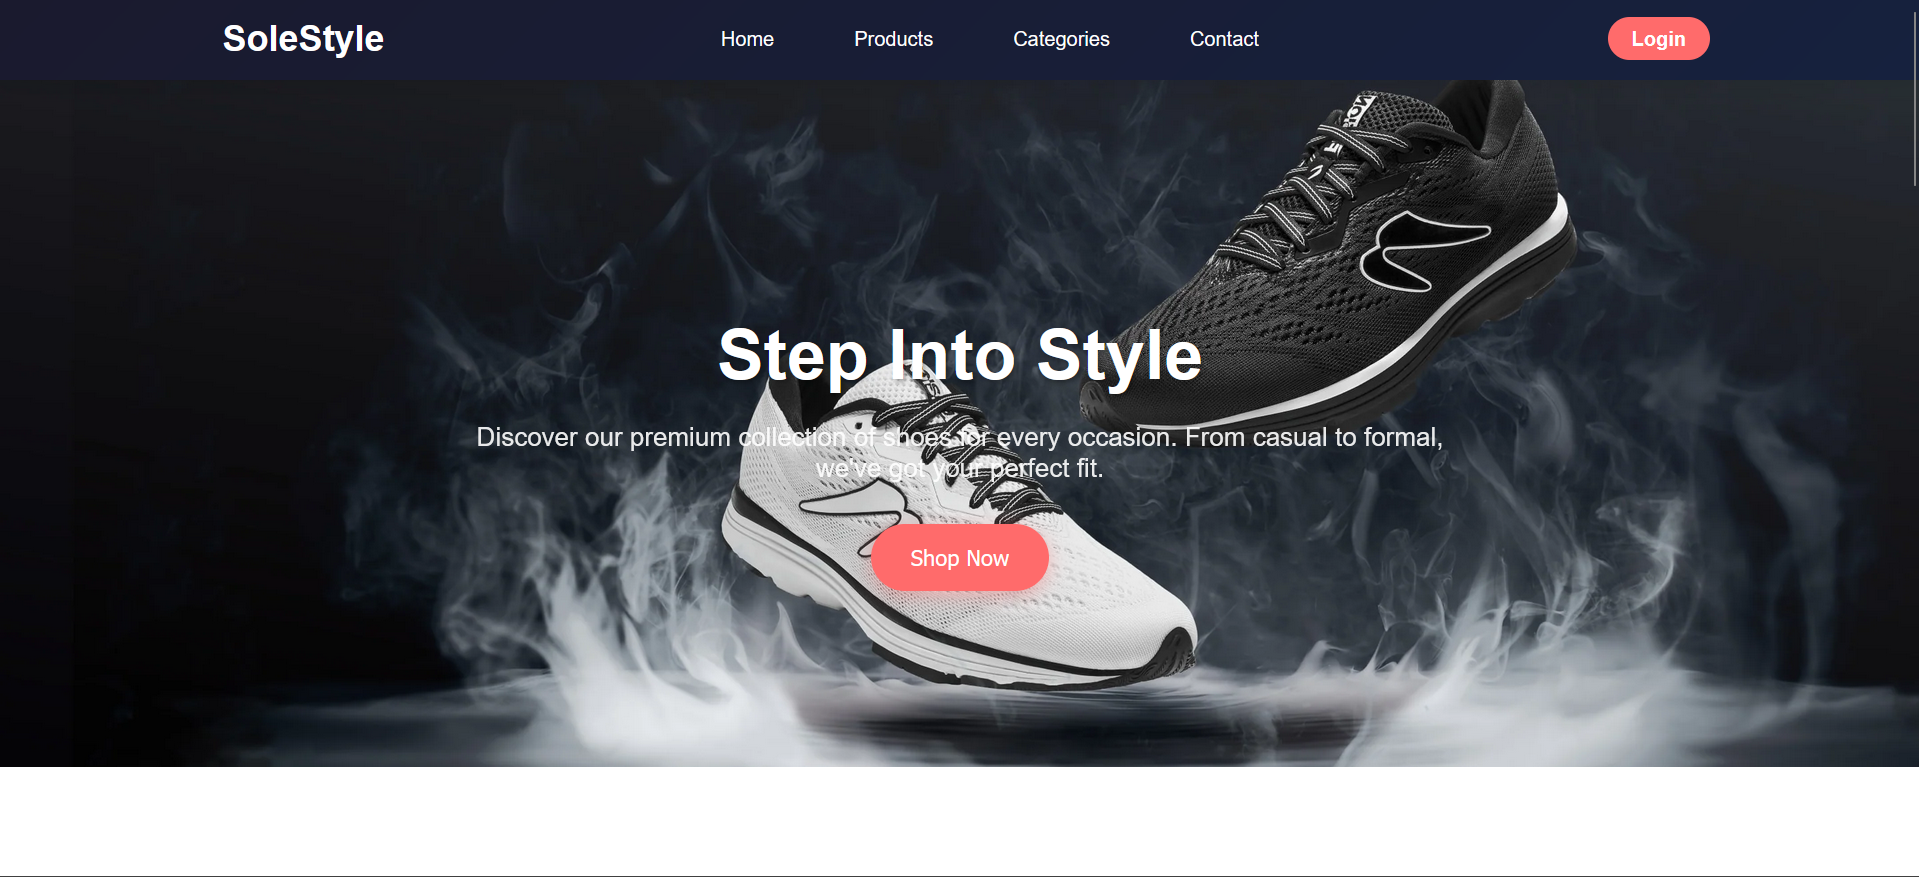 SoleStyle
Home
Products
Categories
Contact
Login
Step Into Style
Discover our premium collection of shoes for every occasion. From casual to formal,
we've got your perfect fit.
Shop Now